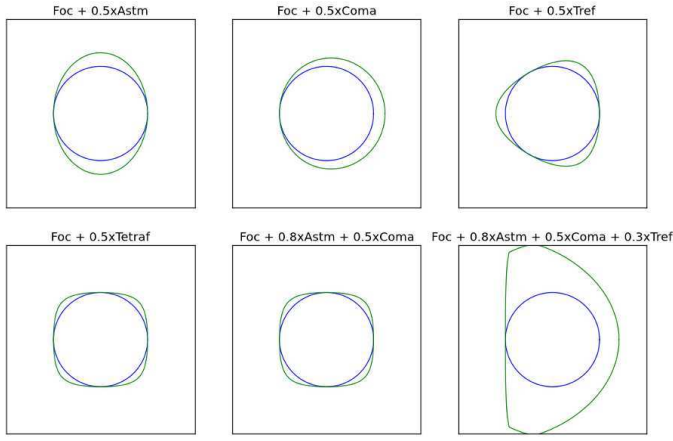 Foc + 0.5xAstm
Foc + 0.5xComa
Foc + 0.5xTref
Foc + 0.5xTetraf
Foc + 0.8xAstm + 0.5xComa
Foc + 0.8xAstm + 0.5xComa + 0.3xTref